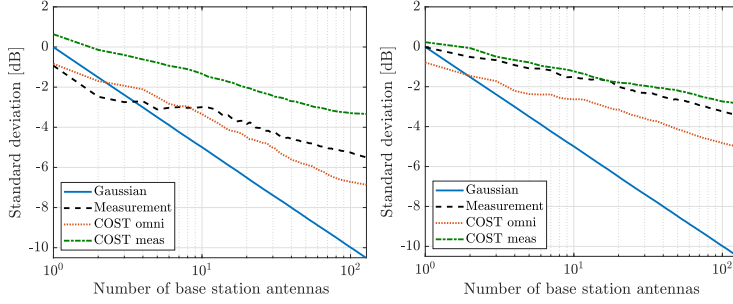 Standard deviation [dB]
2
0
-2
-4
-6
-8
-10
10^0
10^1
10^2
Number of base station antennas
Gaussian
Measurement
COST omni
COST meas
Standard deviation [dB]
2
0
-2
-4
-6
-8
-10
10^0
10^1
10^2
Number of base station antennas
Gaussian
Measurement
COST omni
COST meas